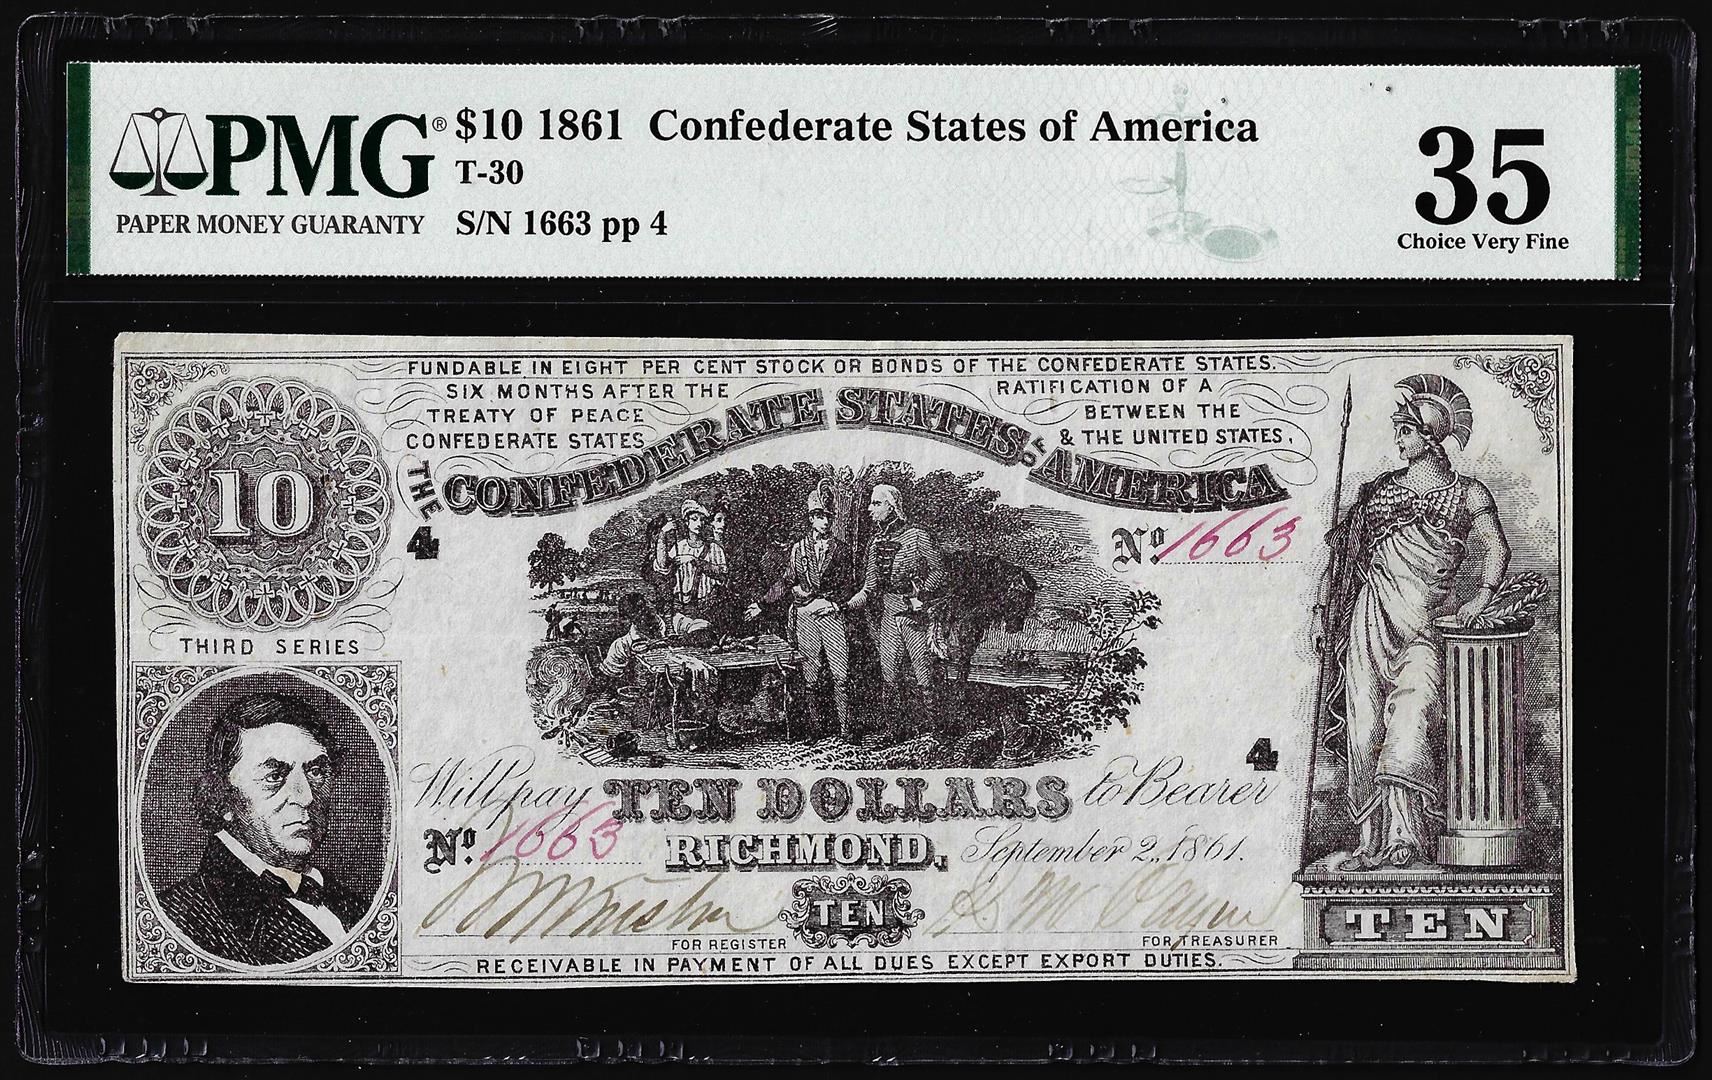 PMG® $10 1861 Confederate States of America
T-30
PAPER MONEY GUARANTY S/N 1663 pp 4
35
Choice Very Fine
FUNDABLE IN EIGHT PER CENT STOCK OR BONDS OF THE CONFEDERATE STATES.
SIX MONTHS AFTER THE RATIFICATION OF A
TREATY OF PEACE BETWEEN THE
CONFEDERATE STATES & THE UNITED STATES.
THE CONFEDERATE STATES OF AMERICA
10
4
No. 1663
THIRD SERIES
4
Will pay TEN DOLLARS to Bearer
No. 1663 RICHMOND, September 2, 1861.
TEN
TEN
FOR REGISTER FOR TREASURER
RECEIVABLE IN PAYMENT OF ALL DUES EXCEPT EXPORT DUTIES.